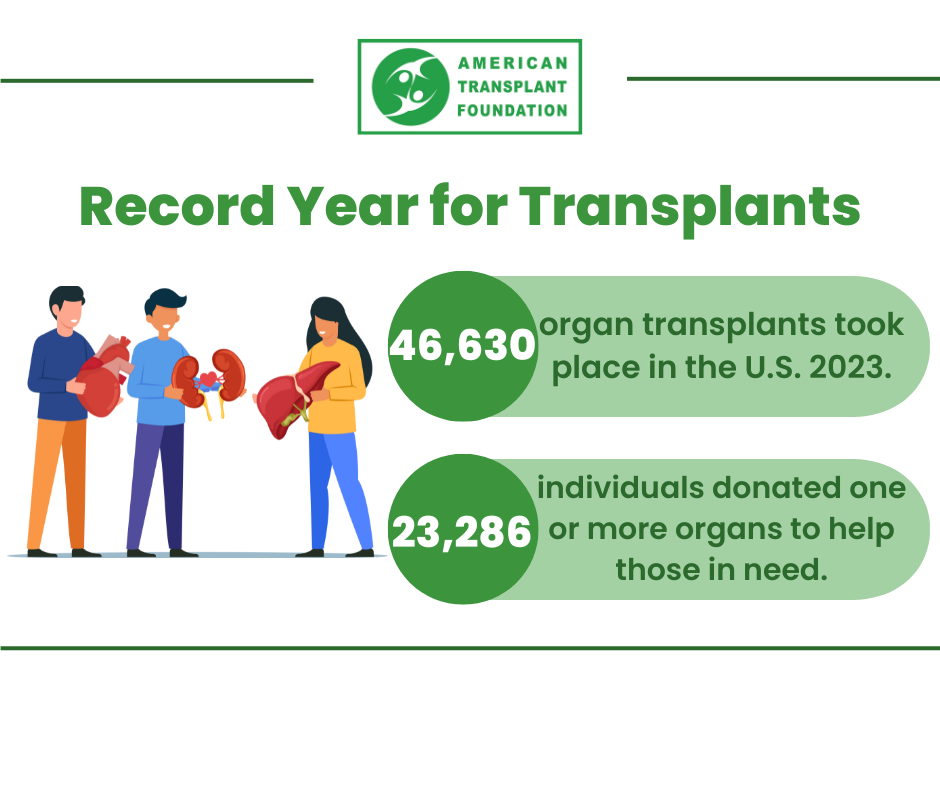 AMERICAN
TRANSPLANT
FOUNDATION
Record Year for Transplants
46,630
organ transplants took
place in the U.S. 2023.
23,286
individuals donated one
or more organs to help
those in need.